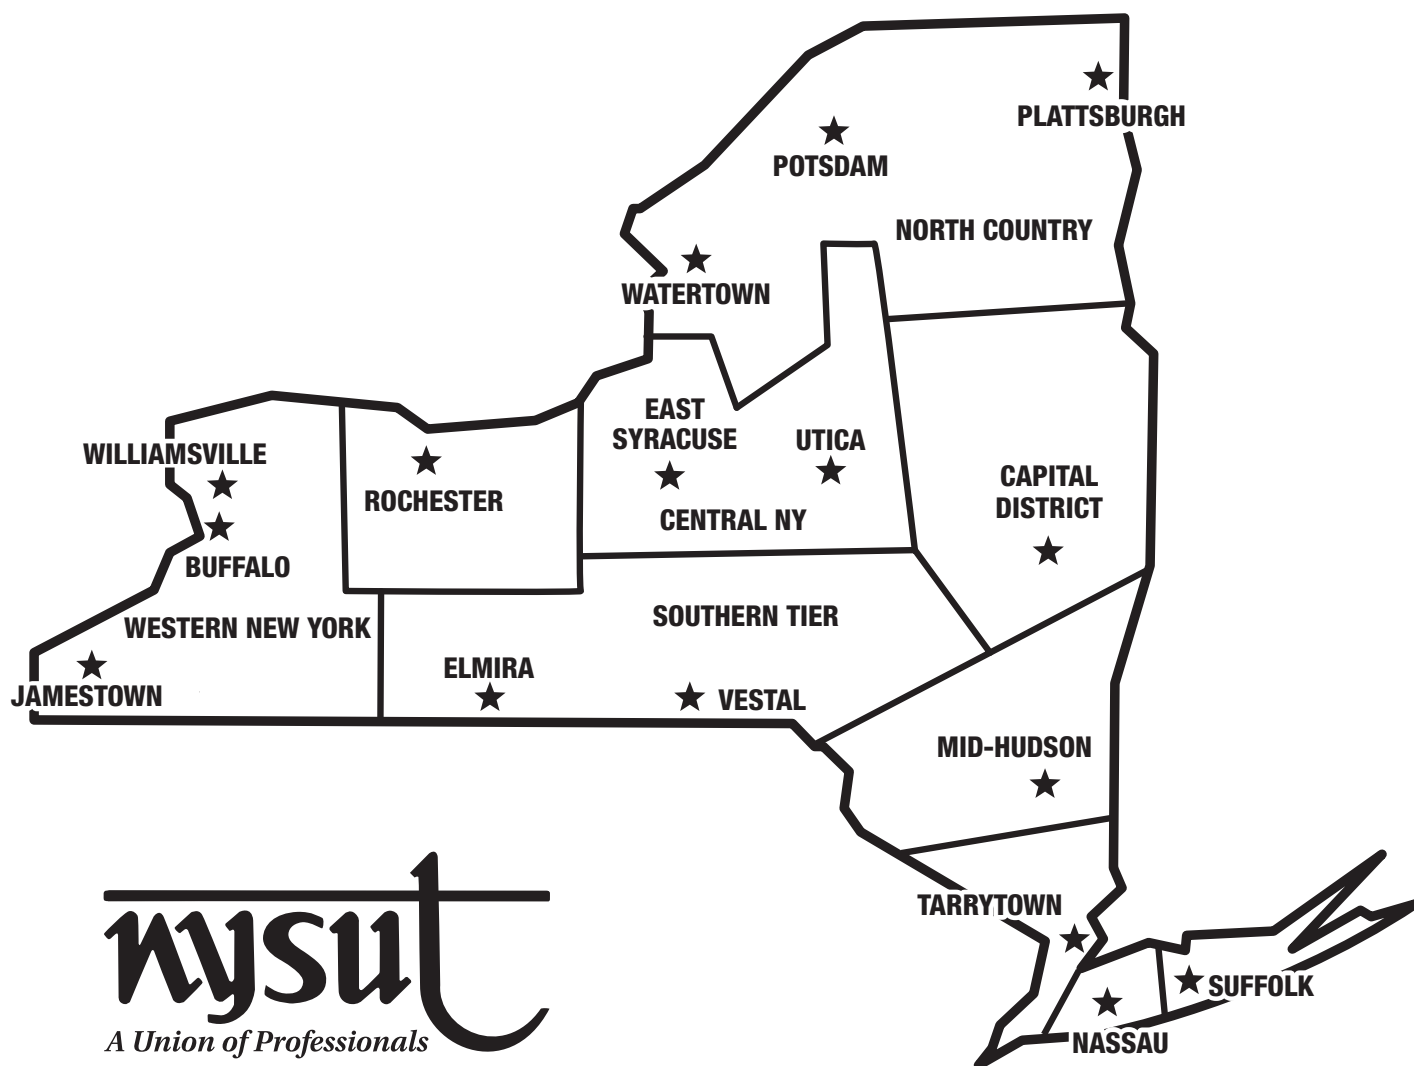 PLATTSBURGH
POTSDAM
NORTH COUNTRY
WATERTOWN
EAST
SYRACUSE
UTICA
WILLIAMSVILLE
CAPITAL
DISTRICT
ROCHESTER
CENTRAL NY
BUFFALO
SOUTHERN TIER
WESTERN NEW YORK
ELMIRA
JAMESTOWN
VESTAL
MID-HUDSON
TARRYTOWN
nysut
SUFFOLK
A Union of Professionals
NASSAU